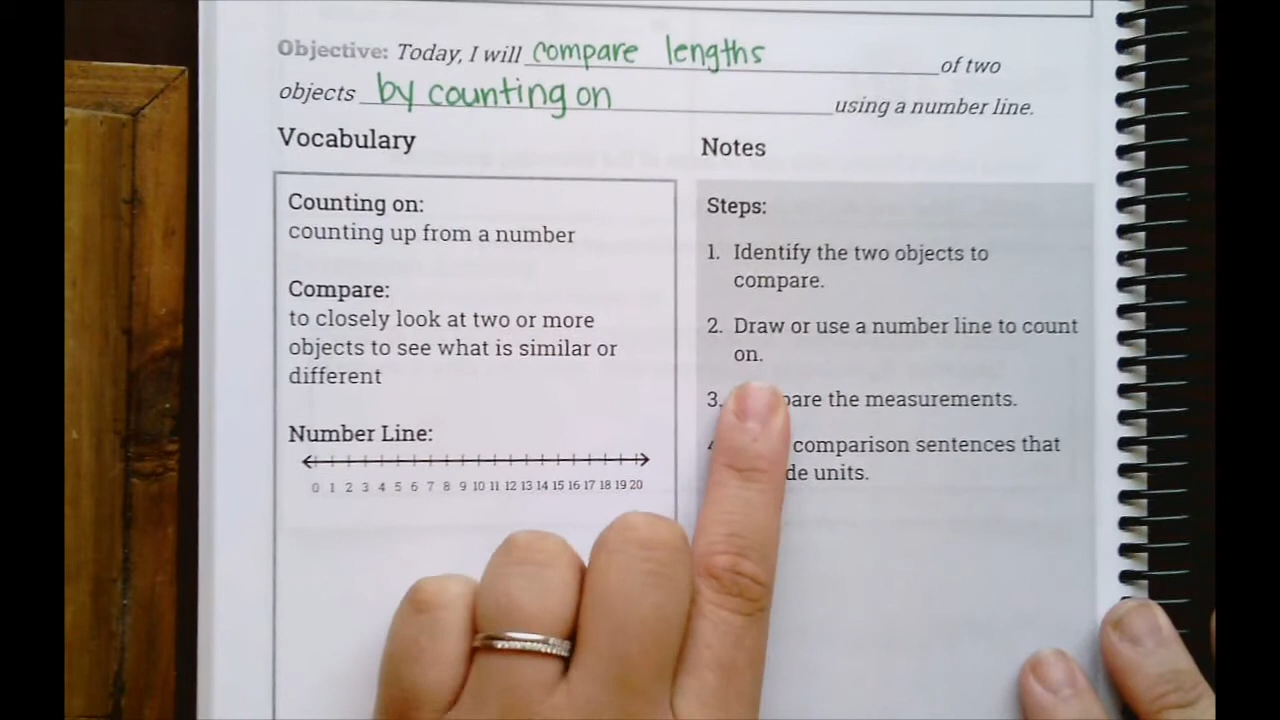 Objective: Today, I will compare lengths of two
objects by counting on using a number line.
Vocabulary
Counting on:
counting up from a number
Compare:
to closely look at two or more
objects to see what is similar or
different
Number Line:
0 1 2 3 4 5 6 7 8 9 10 11 12 13 14 15 16 17 18 19 20
Notes
Steps:
1. Identify the two objects to
compare.
2. Draw or use a number line to count
on.
3. the measurements.
comparison sentences that
units.